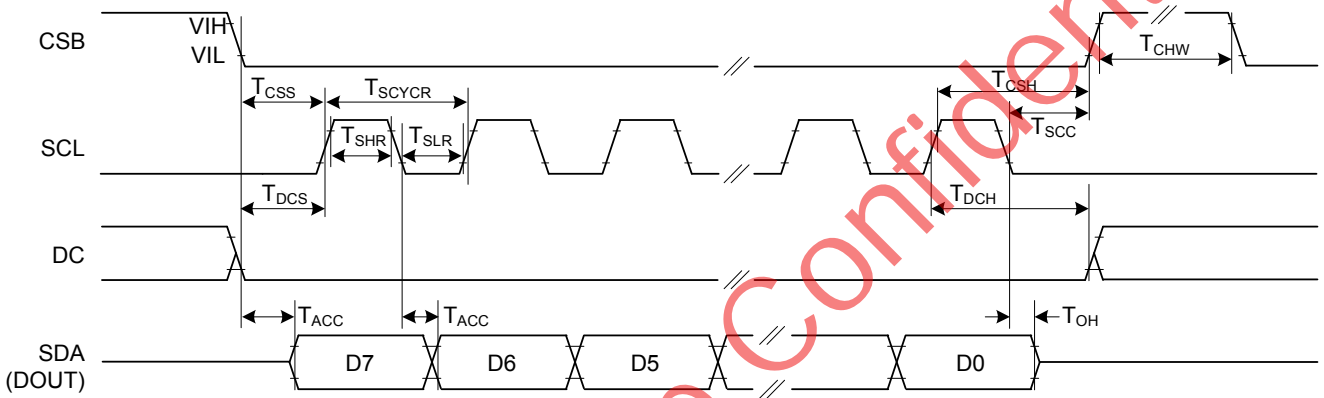 CSB
VIH
VIL
TCHW
TCSS
TSCYCR
TCSH
SCL
TSHR
TSLR
TSCC
TDCS
TDCH
DC
TACC
TACC
TOH
SDA
(DOUT)
D7
D6
D5
D0
Confident